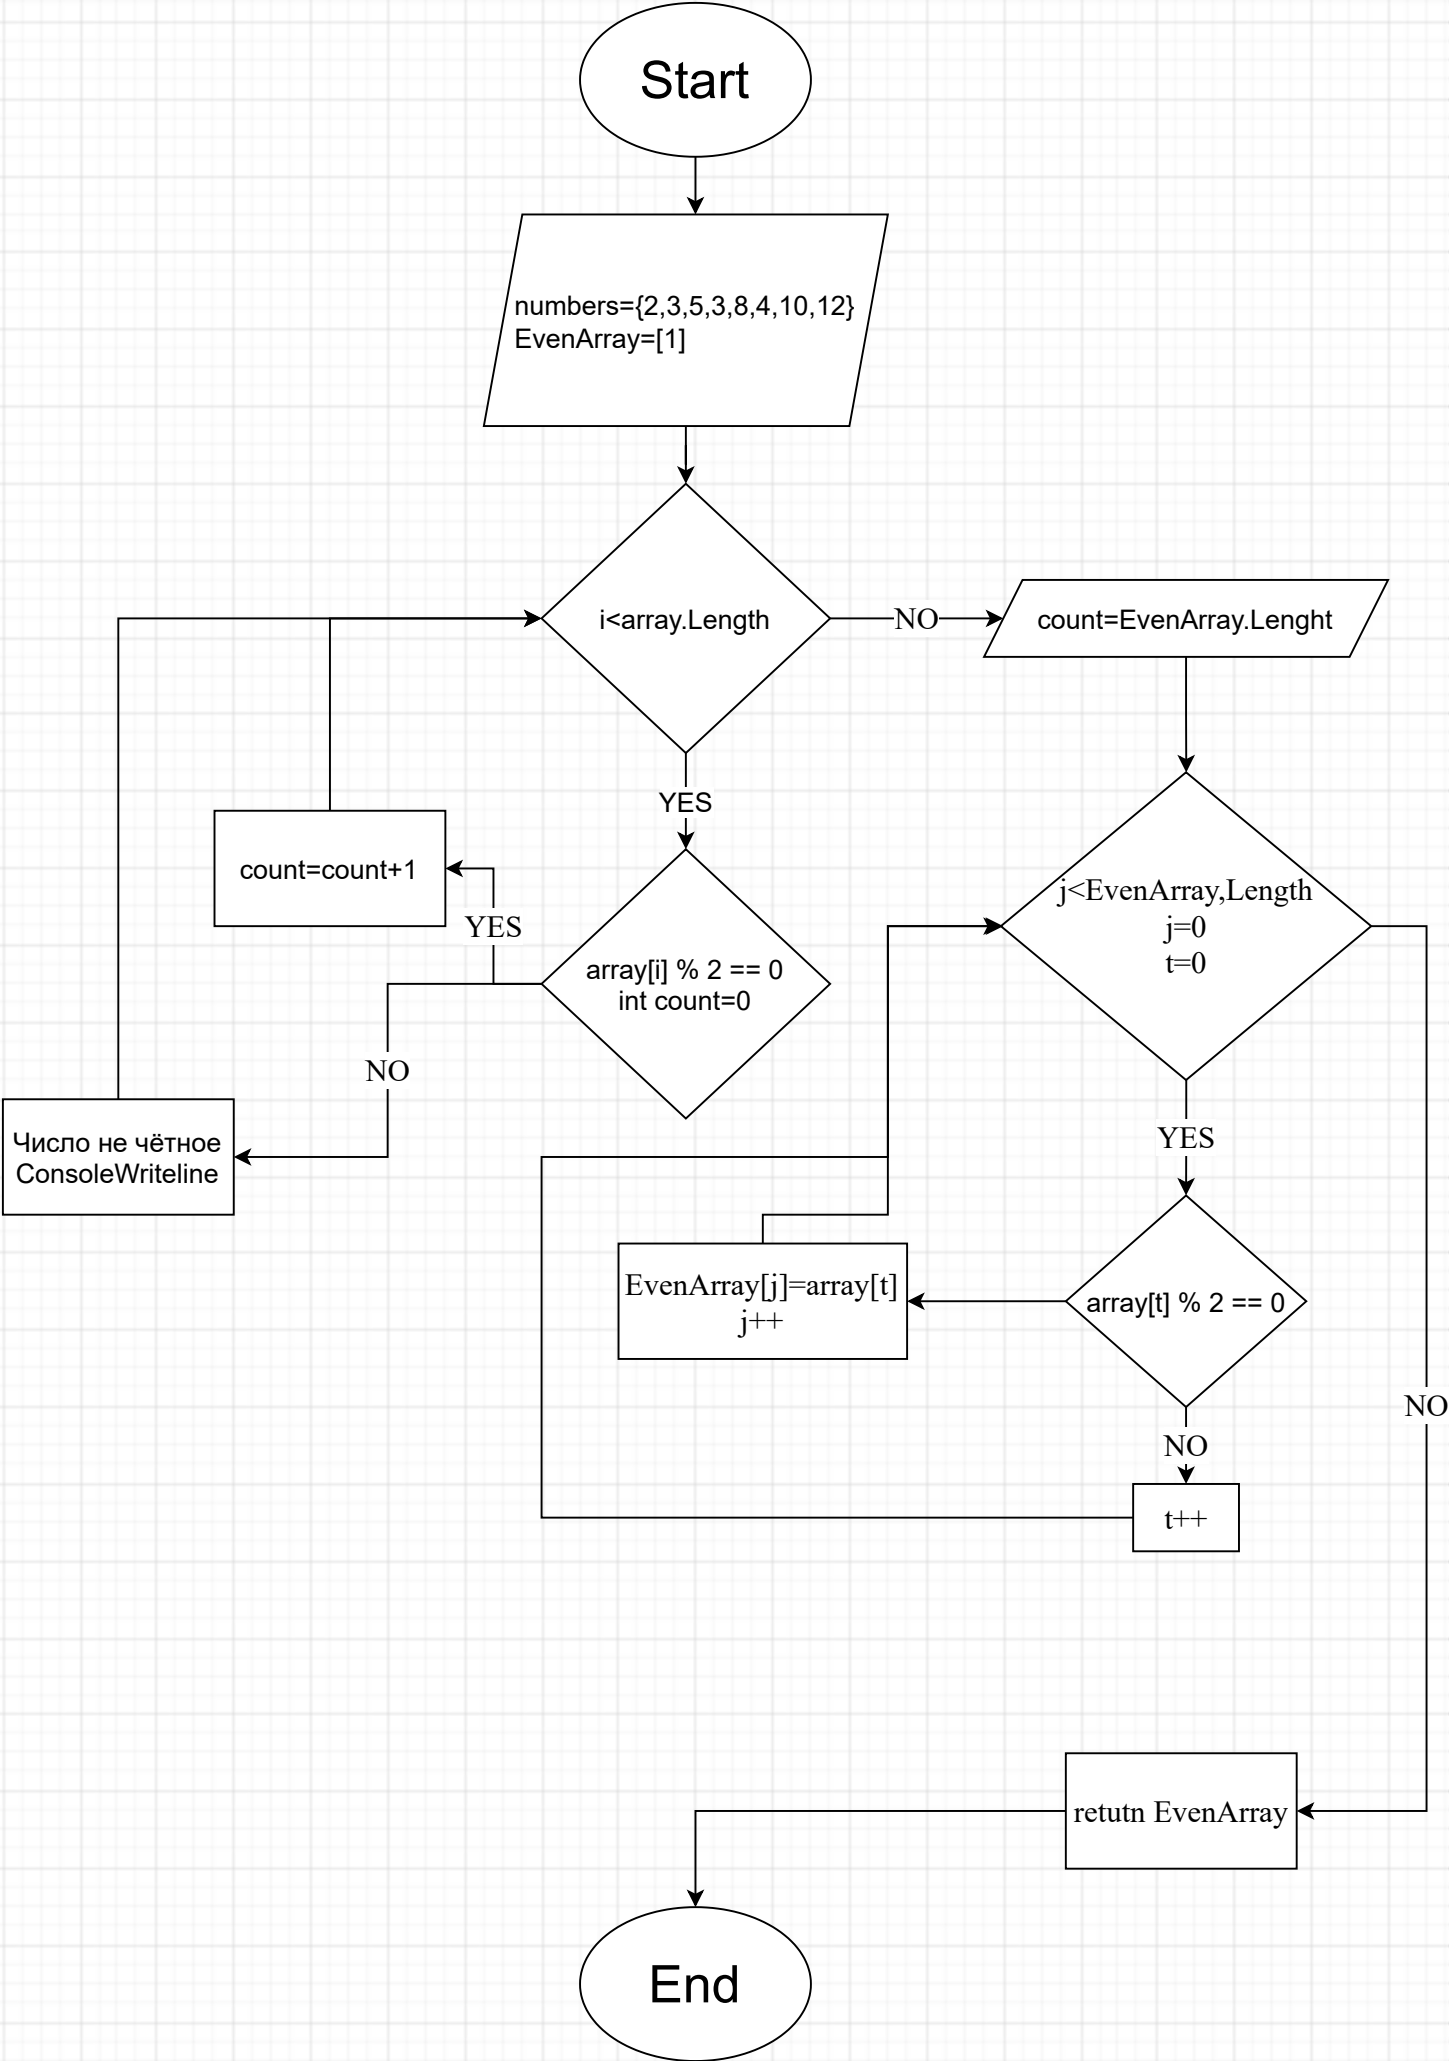 Start
numbers={2,3,5,3,8,4,10,12}
EvenArray=[1]
i<array.Length
NO
count=EvenArray.Lenght
YES
count=count+1
YES
array[i] % 2 == 0
int count=0
j<EvenArray,Length
j=0
t=0
NO
Число не чётное
ConsoleWriteline
YES
EvenArray[j]=array[t]
j++
array[t] % 2 == 0
NO
NO
t++
retutn EvenArray
End